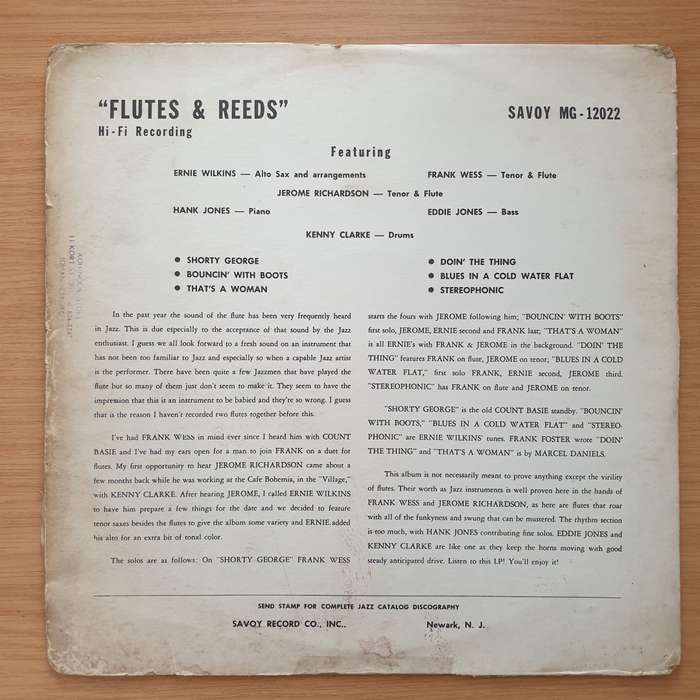 “FLUTES & REEDS”
SAVOY MG-12022
Hi-Fi Recording
Featuring
ERNIE WILKINS — Alto Sax and arrangements
FRANK WESS — Tenor & Flute
JEROME RICHARDSON — Tenor & Flute
HANK JONES — Piano
EDDIE JONES — Bass
KENNY CLARKE — Drums
● SHORTY GEORGE
● BOUNCIN' WITH BOOTS
● THAT'S A WOMAN
● DOIN' THE THING
● BLUES IN A COLD WATER FLAT
● STEREOPHONIC
In the past year the sound of the flute has been very frequently heard
in Jazz. This is due especially to the acceptance of that sound by the Jazz
enthusiast. I guess we all look forward to a fresh sound on an instrument that
has not been too familiar to Jazz and especially so when a capable Jazz artist
is the performer. There have been quite a few Jazzmen that have played the
flute but so many of them just don't seem to make it. They seem to have the
impression that this is an instrument to be babied and they're so wrong. I guess
that is the reason I haven't recorded two flutes together before this.
I've had FRANK WESS in mind ever since I heard him with COUNT
BASIE and I've had my ears open for a man to join FRANK on a duet for
flutes. My first opportunity to hear JEROME RICHARDSON came about a
few months back while he was working at the Cafe Bohemia, in the "Village,"
with KENNY CLARKE. After hearing JEROME, I called ERNIE WILKINS
to have him prepare a few things for the date and we decided to feature
tenor saxes besides the flutes to give the album some variety and ERNIE added
his alto for an extra bit of tonal color.
The solos are as follows: On "SHORTY GEORGE" FRANK WESS
starts the fours with JEROME following him; "BOUNCIN' WITH BOOTS"
first solo, JEROME, ERNIE second and FRANK last; "THAT'S A WOMAN"
is all ERNIE's with FRANK & JEROME in the background. "DOIN' THE
THING" features FRANK on flute, JEROME on tenor; "BLUES IN A COLD
WATER FLAT," first solo FRANK, ERNIE second, JEROME third.
"STEREOPHONIC" has FRANK on flute and JEROME on tenor.
"SHORTY GEORGE" is the old COUNT BASIE standby. "BOUNCIN'
WITH BOOTS," "BLUES IN A COLD WATER FLAT" and "STEREO-
PHONIC" are ERNIE WILKINS' tunes. FRANK FOSTER wrote "DOIN'
THE THING" and "THAT'S A WOMAN" is by MARCEL DANIELS.
This album is not necessarily meant to prove anything except the virility
of flutes. Their worth as Jazz instruments is well proven here in the hands of
FRANK WESS and JEROME RICHARDSON, as here are flutes that roar
with all of the funkyness and swung that can be mustered. The rhythm section
is too much, with HANK JONES contributing fine solos. EDDIE JONES and
KENNY CLARKE are like one as they keep the horns moving with good
steady anticipated drive. Listen to this LP! You'll enjoy it!
SEND STAMP FOR COMPLETE JAZZ CATALOG DISCOGRAPHY
SAVOY RECORD CO., INC.,
Newark, N. J.